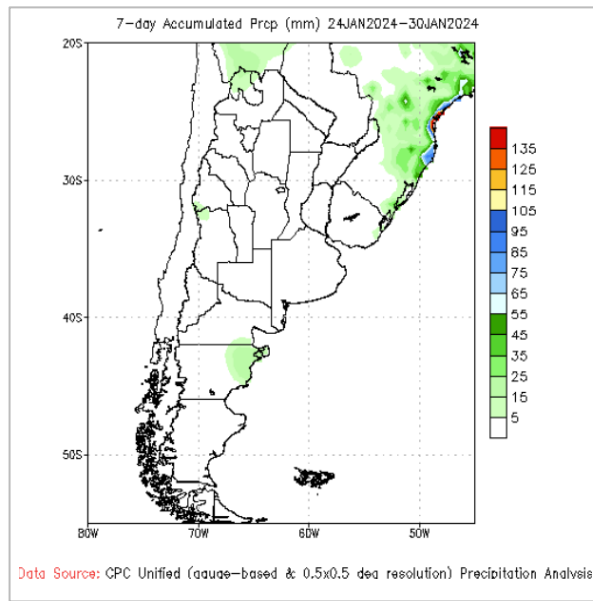 7-day Accumulated Prcp (mm) 24JAN2024-30JAN2024
20S
30S
40S
50S
80W 70W 60W 50W
135
125
115
105
95
85
75
65
55
45
35
25
15
5
Data Source: CPC Unified (gauge-based & 0.5x0.5 deg resolution) Precipitation Analysis